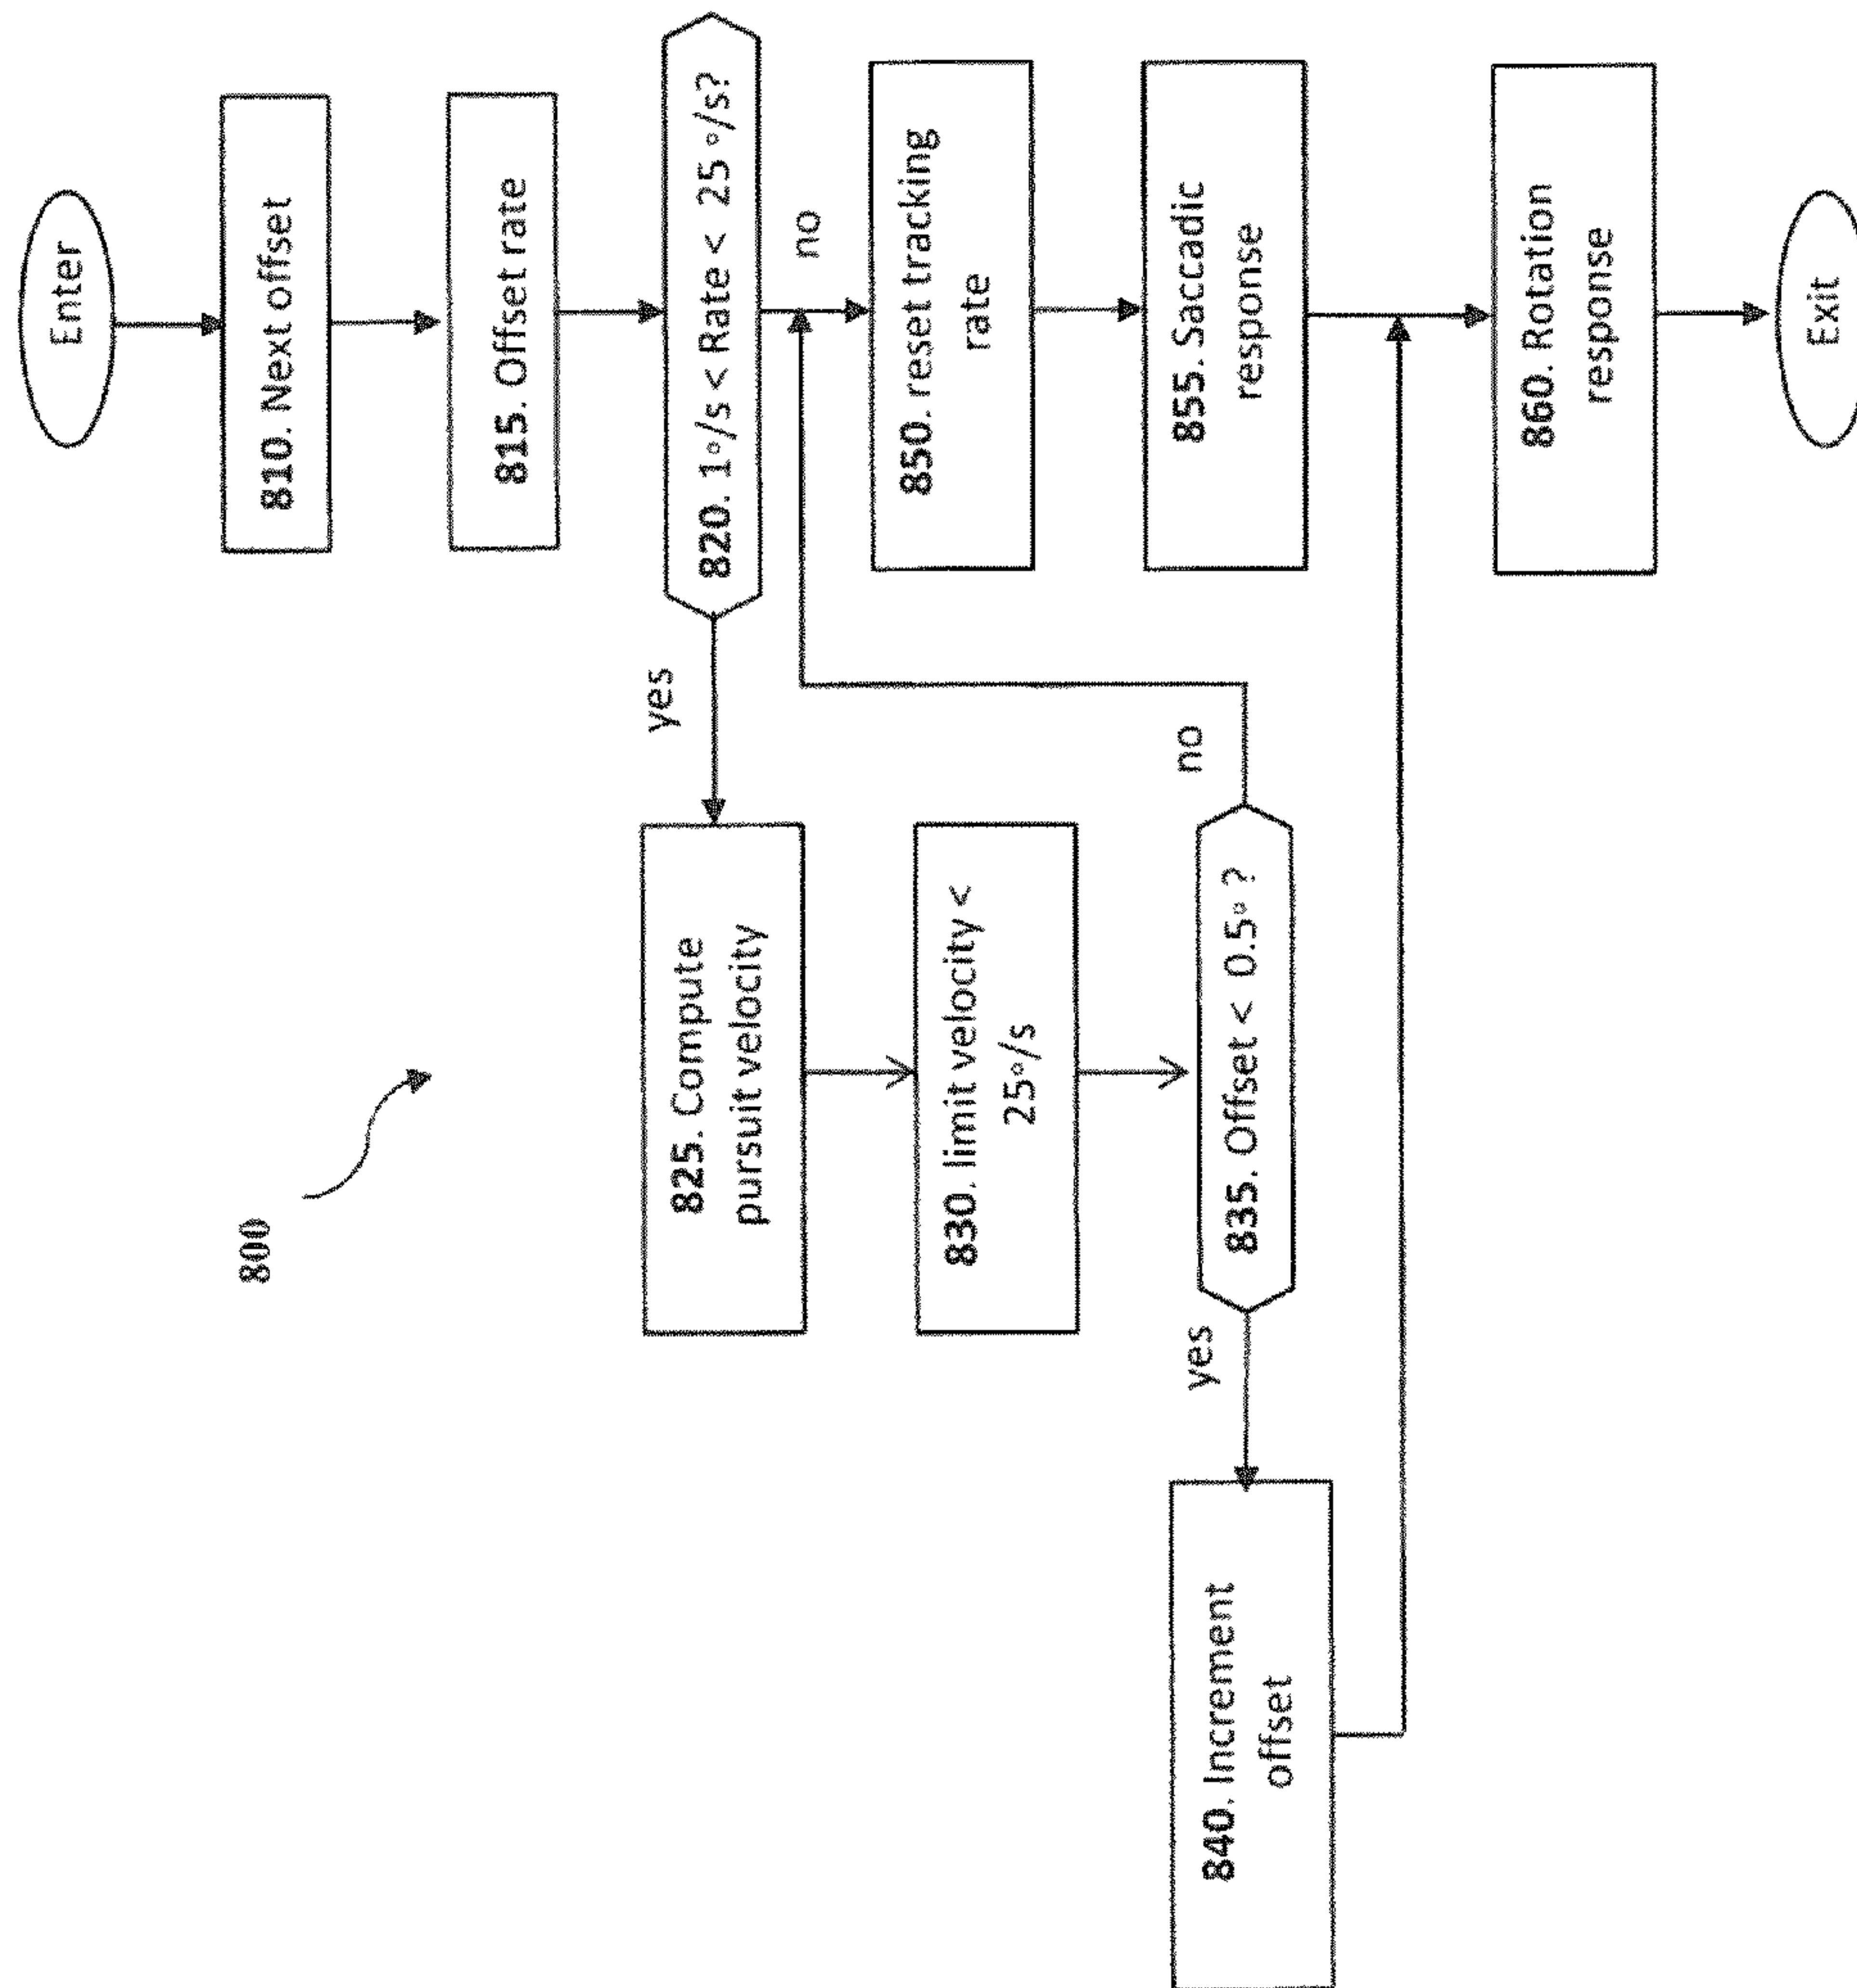 800
Enter
810. Next offset
815. Offset rate
820. 1°/s < Rate < 25 °/s?
yes
no
825. Compute
pursuit velocity
830. limit velocity <
25°/s
835. Offset < 0.5° ?
yes
no
840. Increment
offset
850. reset tracking
rate
855. Saccadic
response
860. Rotation
response
Exit